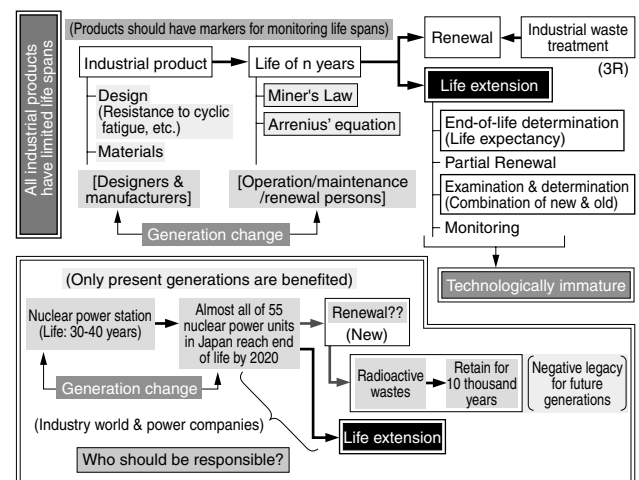 All industrial products
have limited life spans
(Products should have markers for monitoring life spans)
Industrial product
Life of n years
Renewal
Industrial waste
treatment
(3R)
Design
(Resistance to cyclic
fatigue, etc.)
Materials
Miner's Law
Arrenius' equation
Life extension
End-of-life determination
(Life expectancy)
Partial Renewal
Examination & determination
(Combination of new & old)
Monitoring
[Designers &
manufacturers]
[Operation/maintenance
/renewal persons]
Generation change
Technologically immature
(Only present generations are benefited)
Nuclear power station
(Life: 30-40 years)
Almost all of 55
nuclear power units
in Japan reach end
of life by 2020
Renewal??
(New)
Radioactive
wastes
Retain for
10 thousand
years
Negative legacy
for future
generations
Generation change
(Industry world & power companies)
Life extension
Who should be responsible?